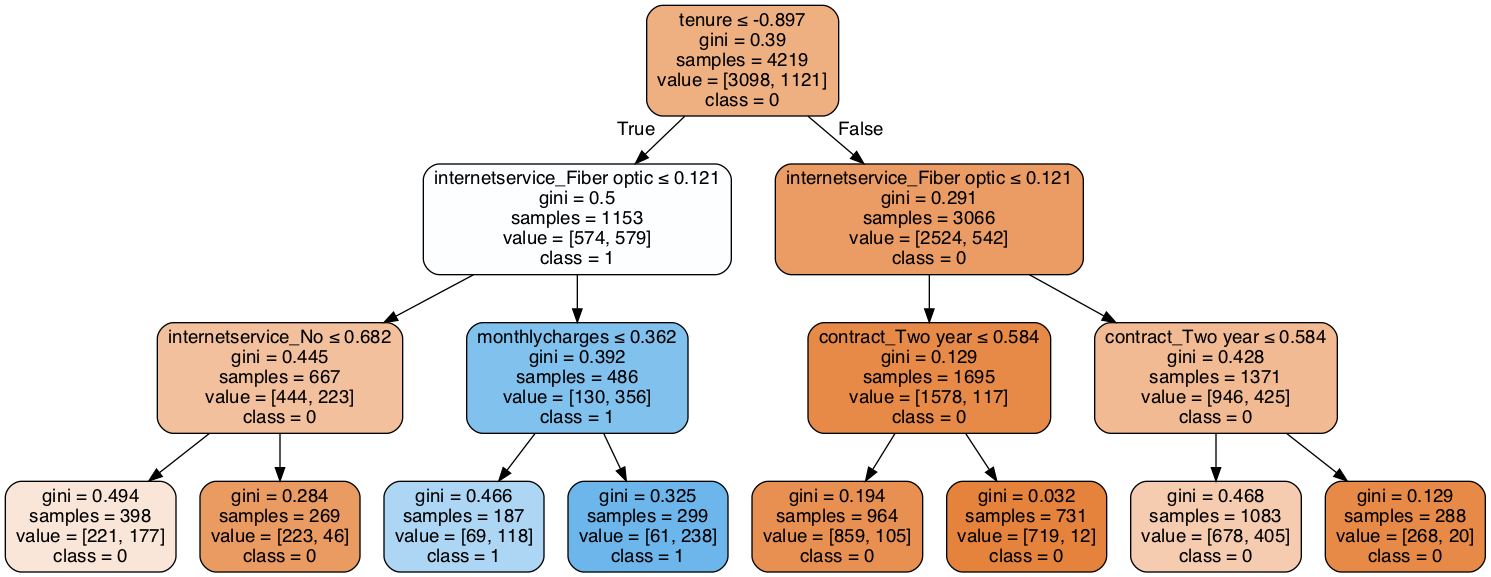 tenure ≤ -0.897
gini = 0.39
samples = 4219
value = [3098, 1121]
class = 0
True
False
internetservice_Fiber optic ≤ 0.121
gini = 0.5
samples = 1153
value = [574, 579]
class = 1
internetservice_Fiber optic ≤ 0.121
gini = 0.291
samples = 3066
value = [2524, 542]
class = 0
internetservice_No ≤ 0.682
gini = 0.445
samples = 667
value = [444, 223]
class = 0
monthlycharges ≤ 0.362
gini = 0.392
samples = 486
value = [130, 356]
class = 1
contract_Two year ≤ 0.584
gini = 0.129
samples = 1695
value = [1578, 117]
class = 0
contract_Two year ≤ 0.584
gini = 0.428
samples = 1371
value = [946, 425]
class = 0
gini = 0.494
samples = 398
value = [221, 177]
class = 0
gini = 0.284
samples = 269
value = [223, 46]
class = 0
gini = 0.466
samples = 187
value = [69, 118]
class = 1
gini = 0.325
samples = 299
value = [61, 238]
class = 1
gini = 0.194
samples = 964
value = [859, 105]
class = 0
gini = 0.032
samples = 731
value = [719, 12]
class = 0
gini = 0.468
samples = 1083
value = [678, 405]
class = 0
gini = 0.129
samples = 288
value = [268, 20]
class = 0